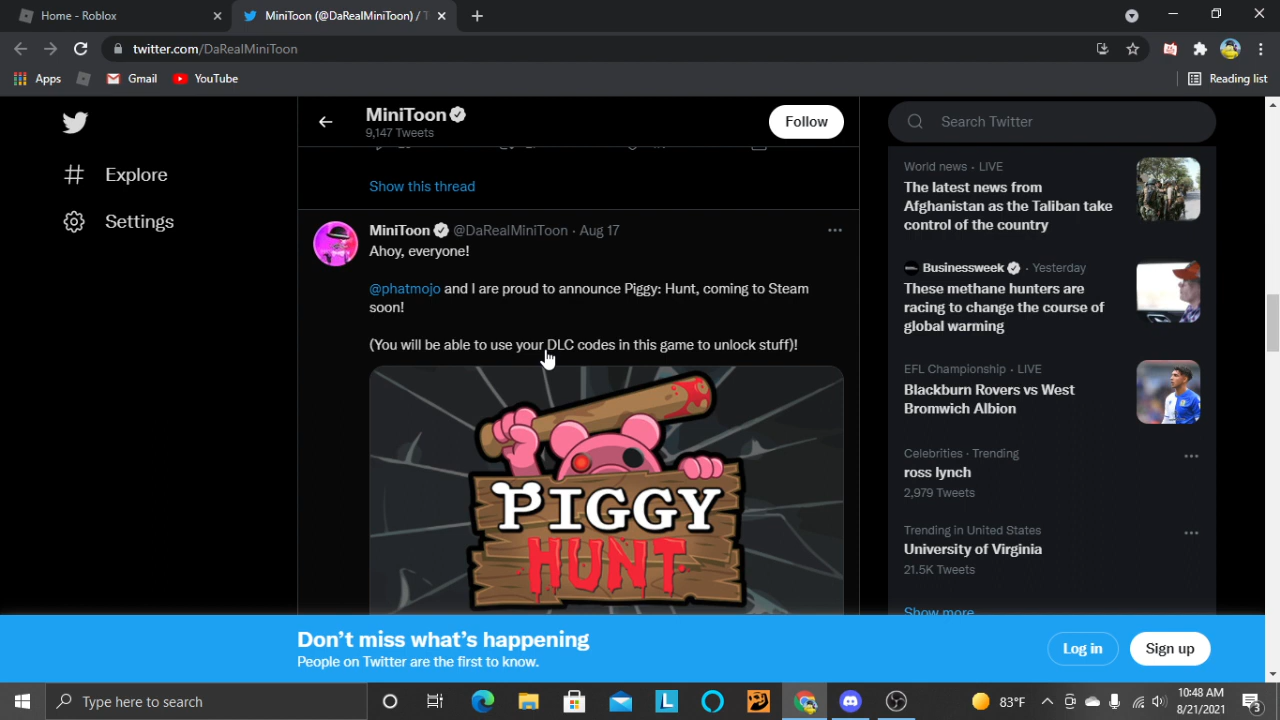 Home - Roblox
MiniToon (@DaRealMiniToon) / T
twitter.com/DaRealMiniToon
Apps
Gmail
YouTube
Reading list
Explore
Settings
MiniToon
9,147 Tweets
Follow
Show this thread
MiniToon @DaRealMiniToon · Aug 17
Ahoy, everyone!
@phatmojo and I are proud to announce Piggy: Hunt, coming to Steam
soon!
(You will be able to use your DLC codes in this game to unlock stuff)!
PIGGY
HUNT
Search Twitter
World news · LIVE
The latest news from
Afghanistan as the Taliban take
control of the country
Businessweek · Yesterday
These methane hunters are
racing to change the course of
global warming
EFL Championship · LIVE
Blackburn Rovers vs West
Bromwich Albion
Celebrities · Trending
ross lynch
2,979 Tweets
Trending in United States
University of Virginia
21.5K Tweets
Show more
Don't miss what's happening
People on Twitter are the first to know.
Log in
Sign up
Type here to search
L
83°F
10:48 AM
8/21/2021
3